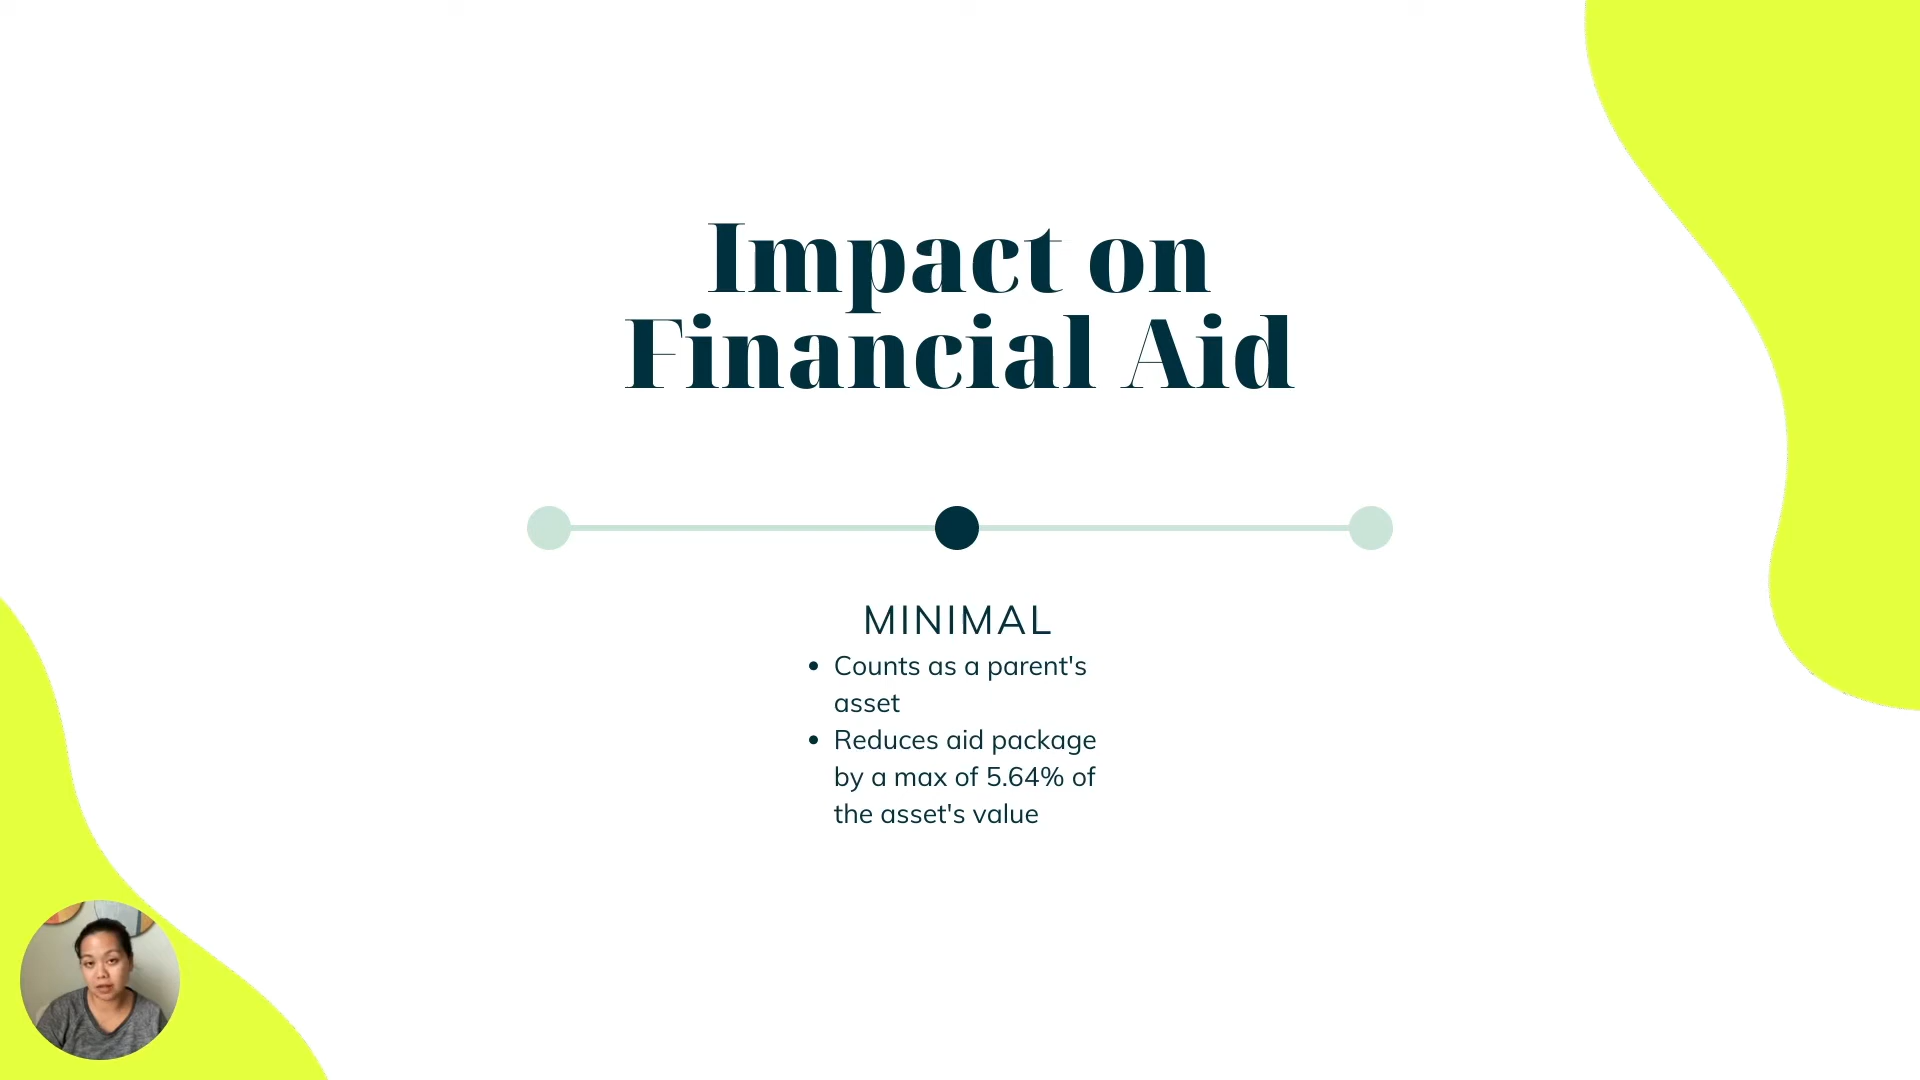 Impact on
Financial Aid
MINIMAL
• Counts as a parent's
asset
• Reduces aid package
by a max of 5.64% of
the asset's value